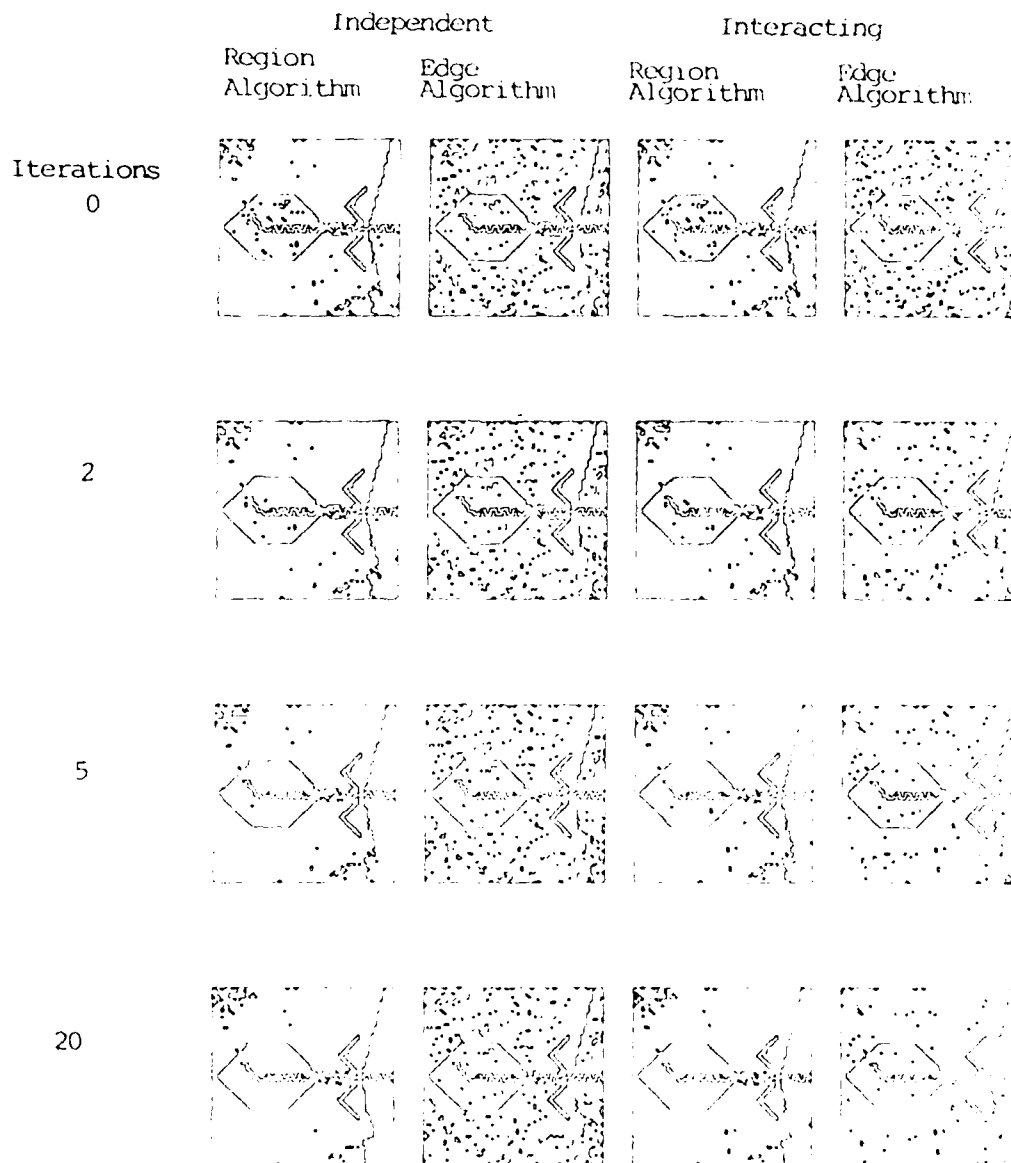 Independent Interacting
Region Edge Region Edge
Algorithm Algorithm Algorithm Algorithm
Iterations
0
2
5
20